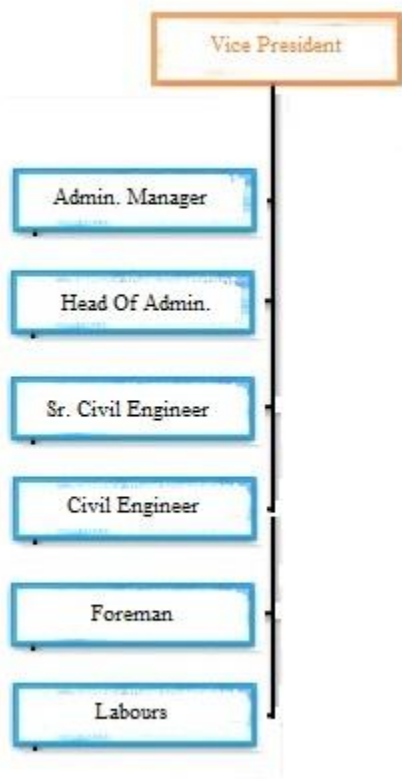 Vice President
Admin. Manager
Head Of Admin.
Sr. Civil Engineer
Civil Engineer
Foreman
Labours